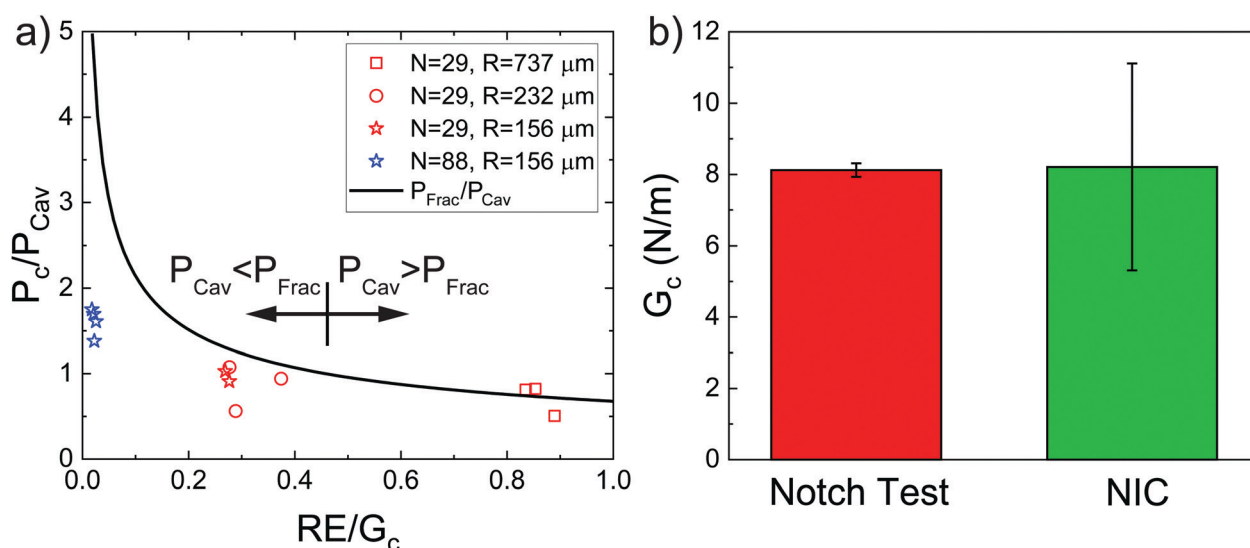 a)
5
4
3
2
1
0
P_c/P_Cav
N=29, R=737 μm
N=29, R=232 μm
N=29, R=156 μm
N=88, R=156 μm
P_Frac/P_Cav
P_Cav<P_Frac P_Cav>P_Frac
0.0 0.2 0.4 0.6 0.8 1.0
RE/G_c
b)
12
10
8
6
4
2
0
G_c (N/m)
Notch Test NIC